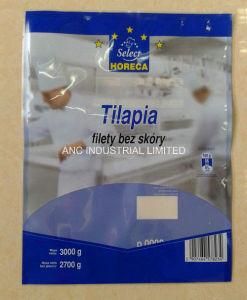 Select
HORECA
Tilapia
filety bez skóry
ANC INDUSTRIAL LIMITED
3000 g
2700 g